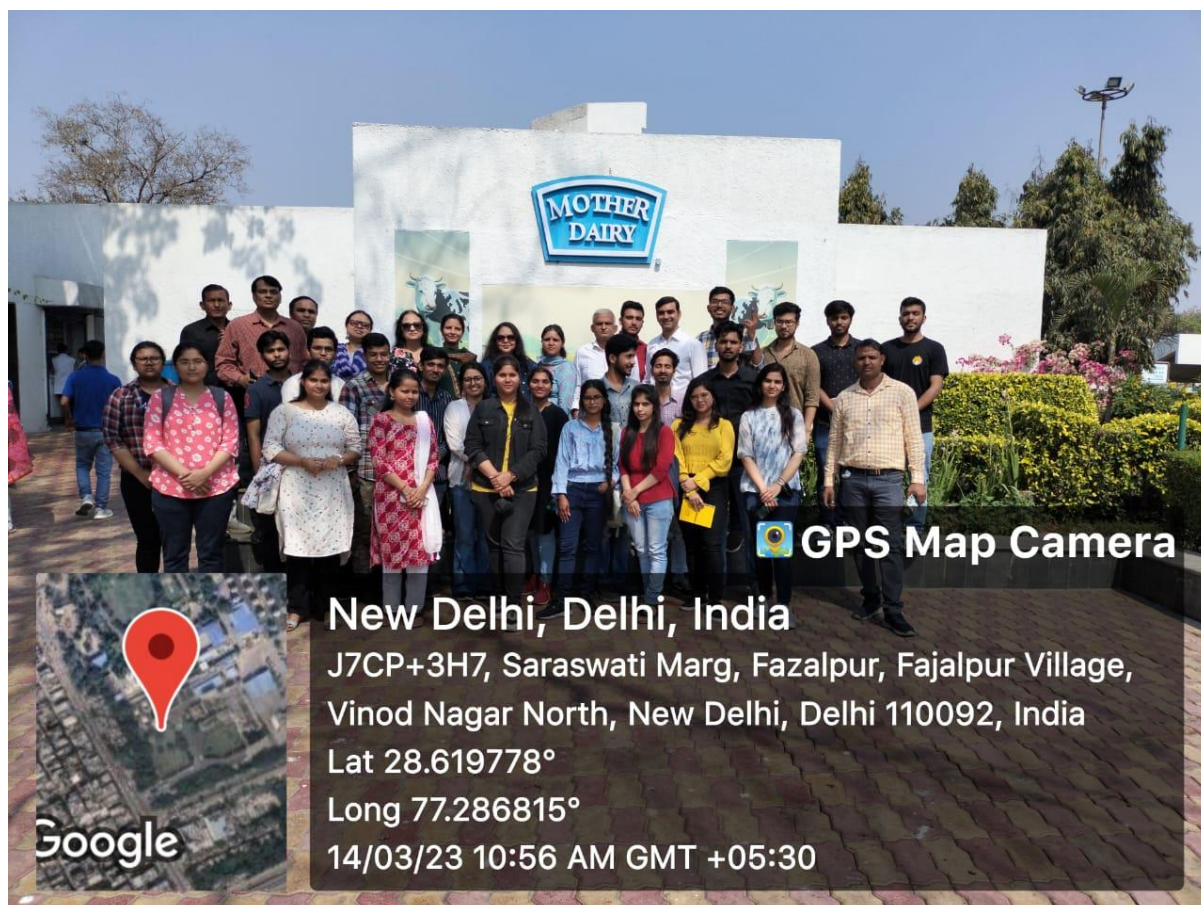 MOTHER
DAIRY
GPS Map Camera
New Delhi, Delhi, India
J7CP+3H7, Saraswati Marg, Fazalpur, Fajalpur Village,
Vinod Nagar North, New Delhi, Delhi 110092, India
Lat 28.619778°
Long 77.286815°
14/03/23 10:56 AM GMT +05:30
Google